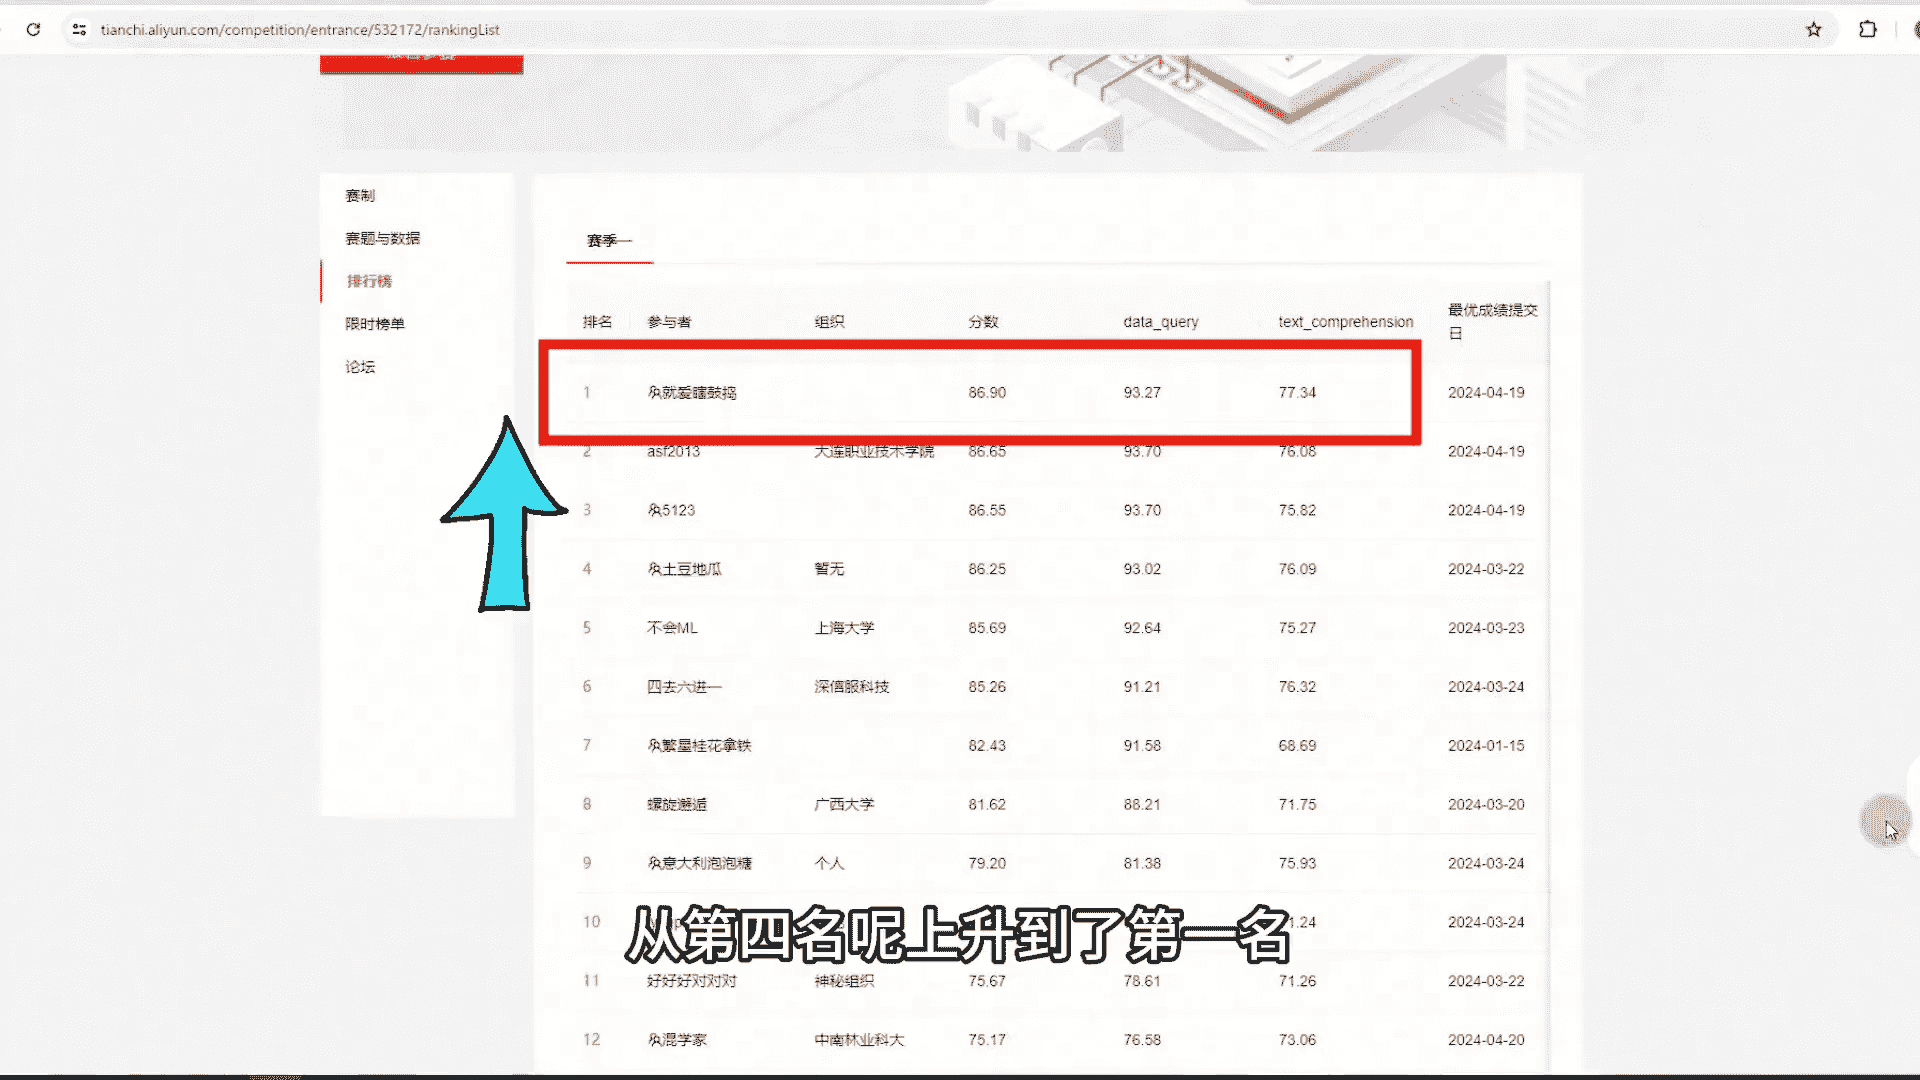 tianchi.aliyun.com/competition/entrance/532172/rankingList
赛制
赛题与数据
排行榜
限时榜单
论坛
赛季一
排名 参与者 组织 分数 data_query text_comprehension 最优成绩提交日
1 就爱瞎鼓捣 86.90 93.27 77.34 2024-04-19
2 asf2013 大连职业技术学院 86.65 93.70 76.08 2024-04-19
3 5123 86.55 93.70 75.82 2024-04-19
4 土豆地瓜 暂无 86.25 93.02 76.09 2024-03-22
5 不会ML 上海大学 85.69 92.64 75.27 2024-03-23
6 四去六进一 深信服科技 85.26 91.21 76.32 2024-03-24
7 繁星桂花拿铁 82.43 91.58 68.69 2024-01-15
8 螺旋邂逅 广西大学 81.62 88.21 71.75 2024-03-20
9 意大利泡泡糖 个人 79.20 81.38 75.93 2024-03-24
10 2024-03-24
从第四名呢上升到了第一名
11 好好好对对对 神秘组织 75.67 78.61 71.26 2024-03-22
12 混学家 中南林业科大 75.17 76.58 73.06 2024-04-20